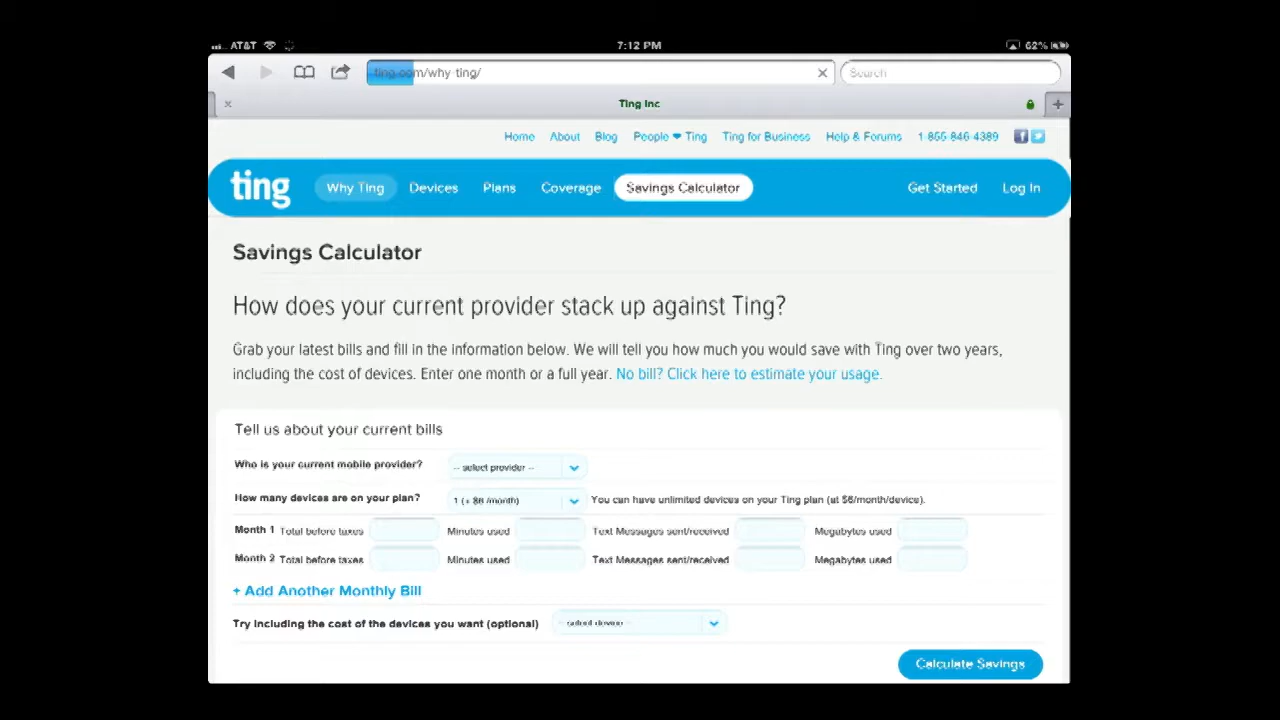 AT&T 7:12 PM 62%
ting.com/why-ting/ Search
Ting Inc
Home About Blog People ❤ Ting Ting for Business Help & Forums 1-855-846-4389
ting Why Ting Devices Plans Coverage Savings Calculator Get Started Log In
Savings Calculator
How does your current provider stack up against Ting?
Grab your latest bills and fill in the information below. We will tell you how much you would save with Ting over two years,
including the cost of devices. Enter one month or a full year. No bill? Click here to estimate your usage.
Tell us about your current bills
Who is your current mobile provider? -- select provider --
How many devices are on your plan? 1 (+ $6 /month) You can have unlimited devices on your Ting plan (at $6/month/device).
Month 1 Total before taxes Minutes used Text Messages sent/received Megabytes used
Month 2 Total before taxes Minutes used Text Messages sent/received Megabytes used
+ Add Another Monthly Bill
Try including the cost of the devices you want (optional) -- select device --
Calculate Savings